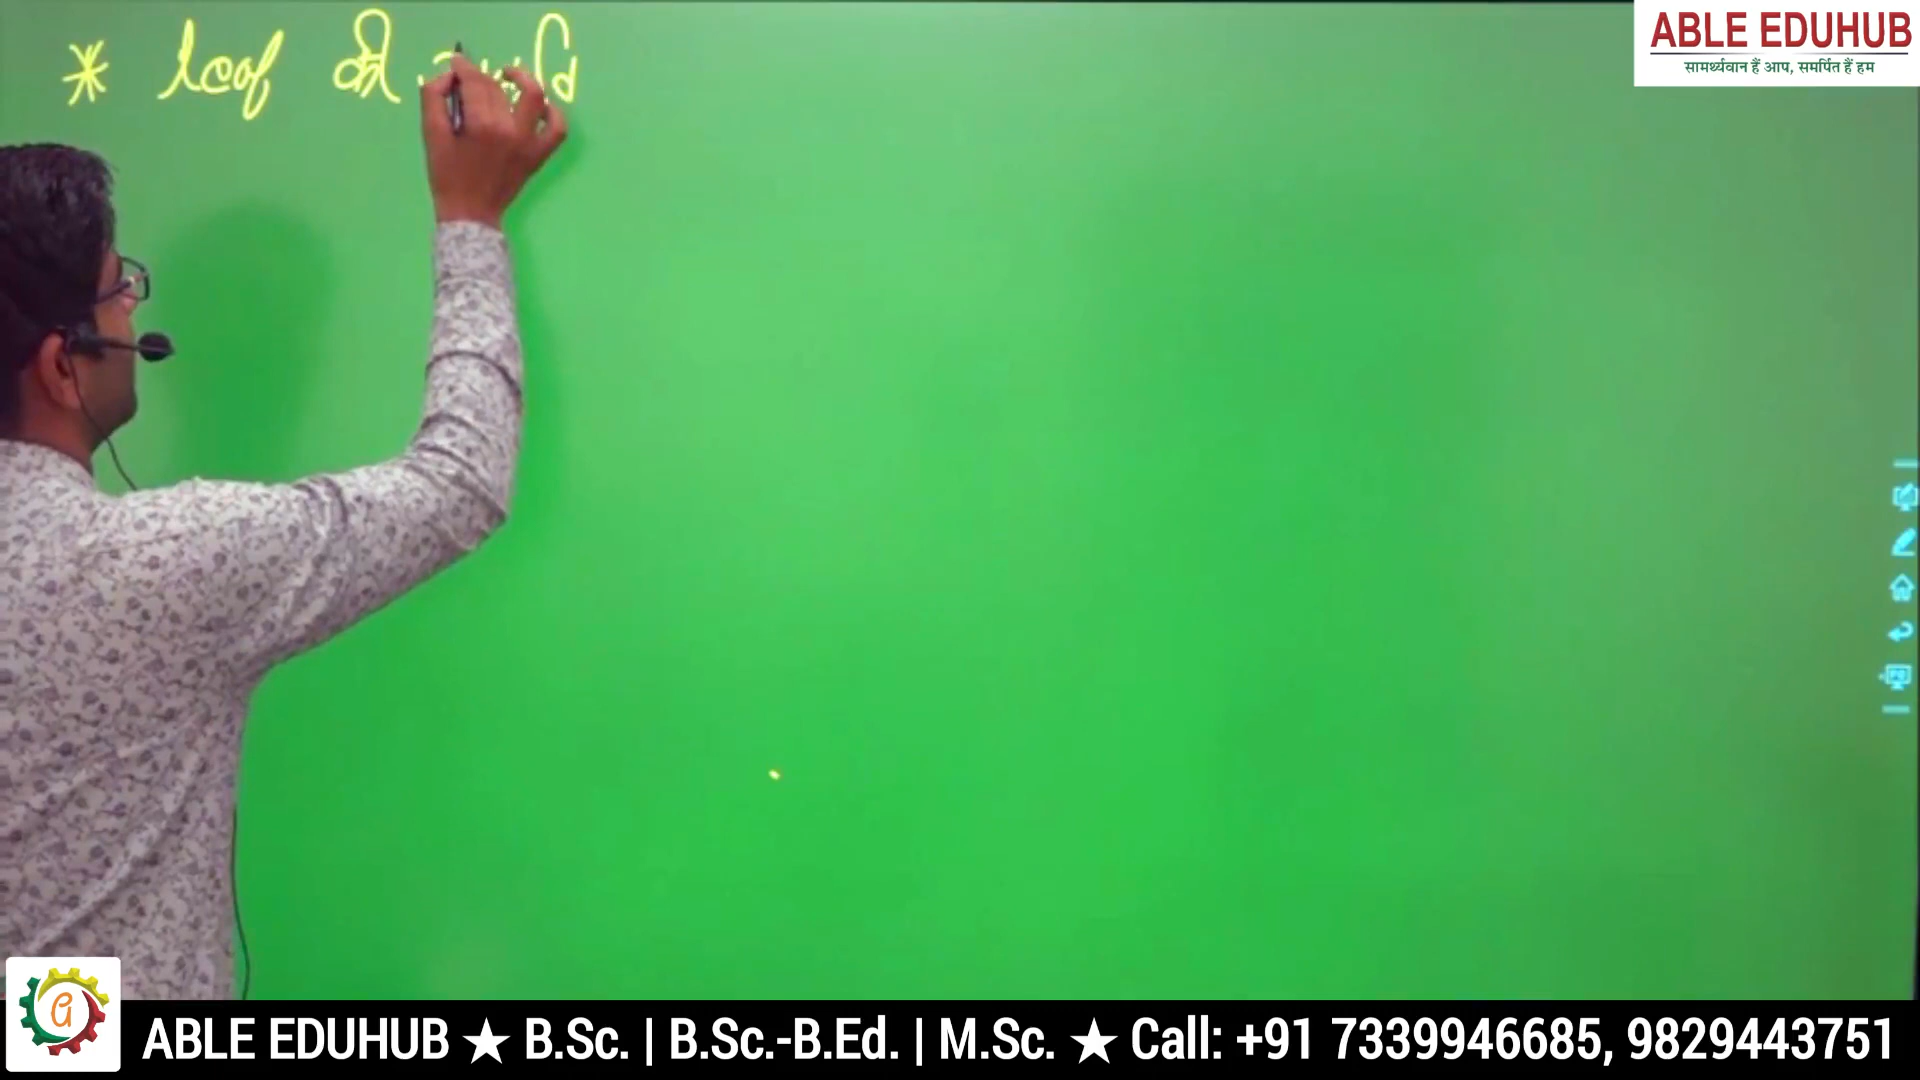 * leaf की
ABLE EDUHUB
सामर्थ्यवान हैं आप, समर्पित हैं हम
ABLE EDUHUB ★ B.Sc. | B.Sc.-B.Ed. | M.Sc. ★ Call: +91 7339946685, 9829443751